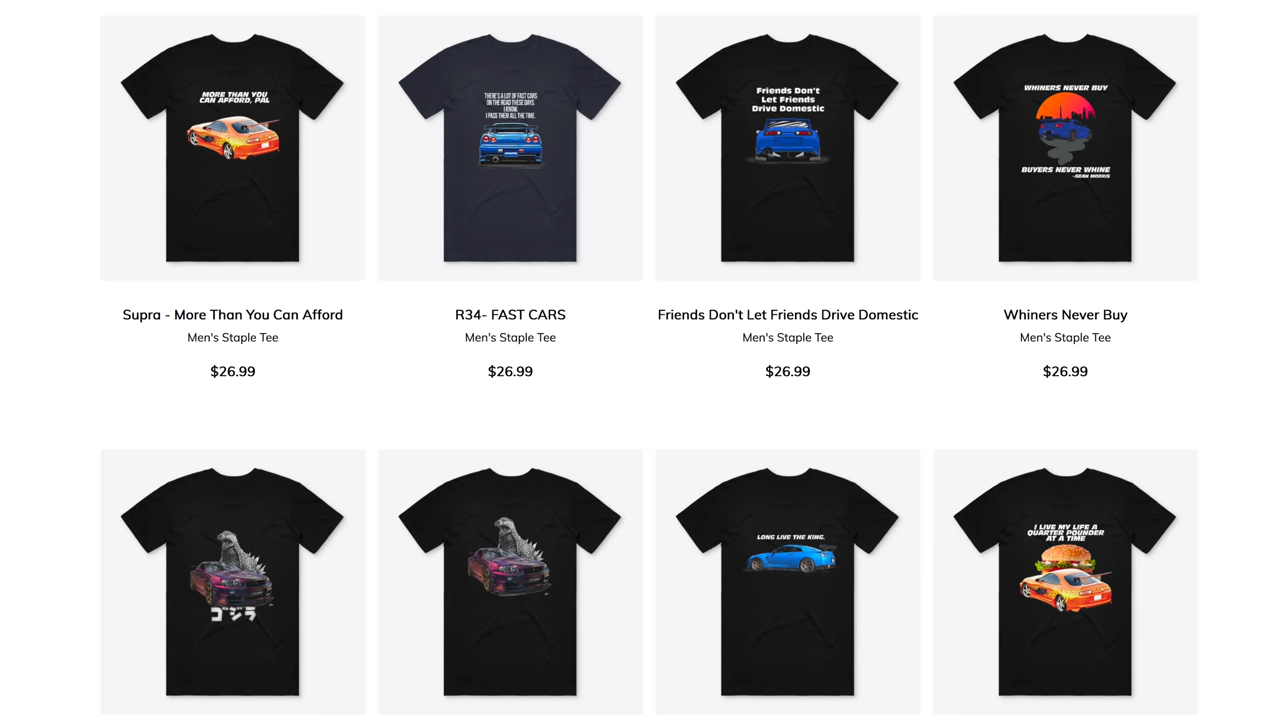 MORE THAN YOU
CAN AFFORD, PAL
THERE'S A LOT OF FAST CARS
ON THE ROAD THESE DAYS.
I KNOW.
I PASS THEM ALL THE TIME.
Friends Don't
Let Friends
Drive Domestic
WHINERS NEVER BUY
BUYERS NEVER WHINE
-SEAN MORRIS
Supra - More Than You Can Afford
R34- FAST CARS
Friends Don't Let Friends Drive Domestic
Whiners Never Buy
Men's Staple Tee
Men's Staple Tee
Men's Staple Tee
Men's Staple Tee
$26.99
$26.99
$26.99
$26.99
ゴジラ
LONG LIVE THE KING.
I LIVE MY LIFE A
QUARTER POUNDER
AT A TIME